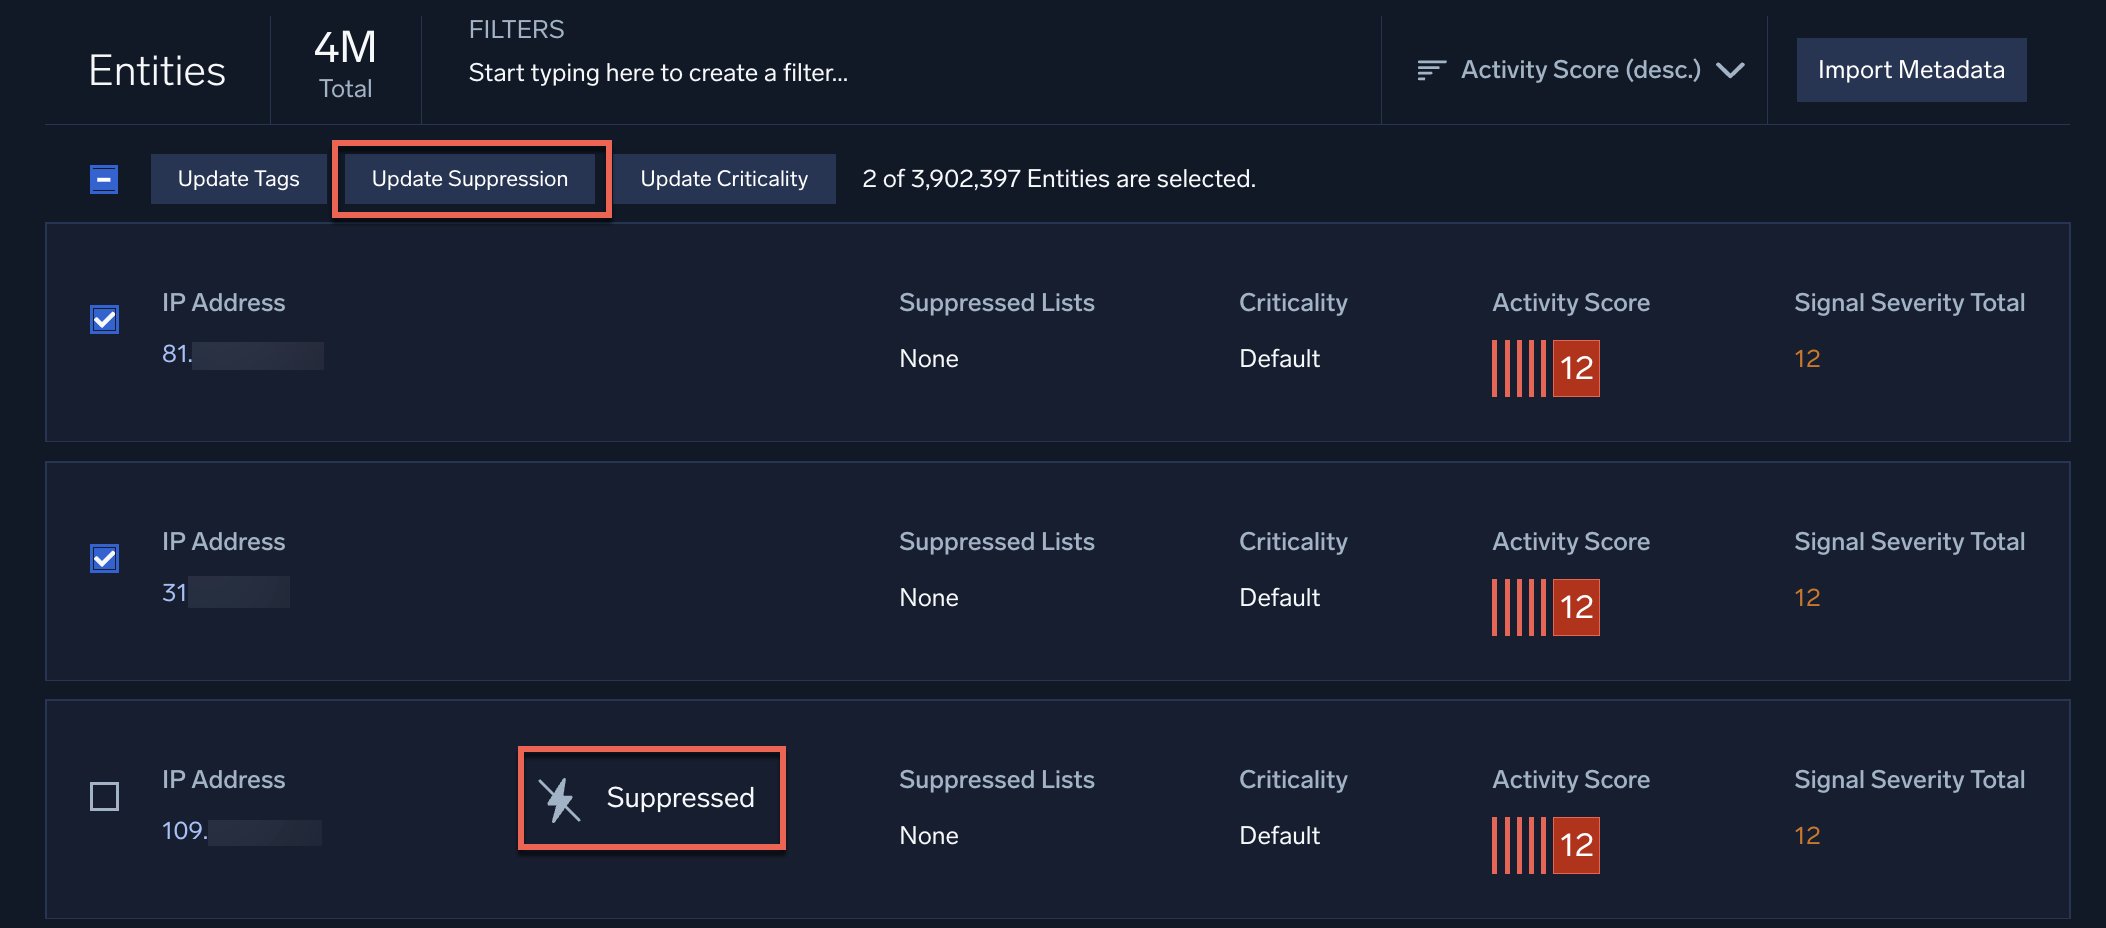 Entities
4M
Total
FILTERS
Start typing here to create a filter...
Activity Score (desc.)
Import Metadata
Update Tags
Update Suppression
Update Criticality
2 of 3,902,397 Entities are selected.
IP Address
81.
Suppressed Lists
None
Criticality
Default
Activity Score
12
Signal Severity Total
12
IP Address
31
Suppressed Lists
None
Criticality
Default
Activity Score
12
Signal Severity Total
12
IP Address
109.
Suppressed
Suppressed Lists
None
Criticality
Default
Activity Score
12
Signal Severity Total
12